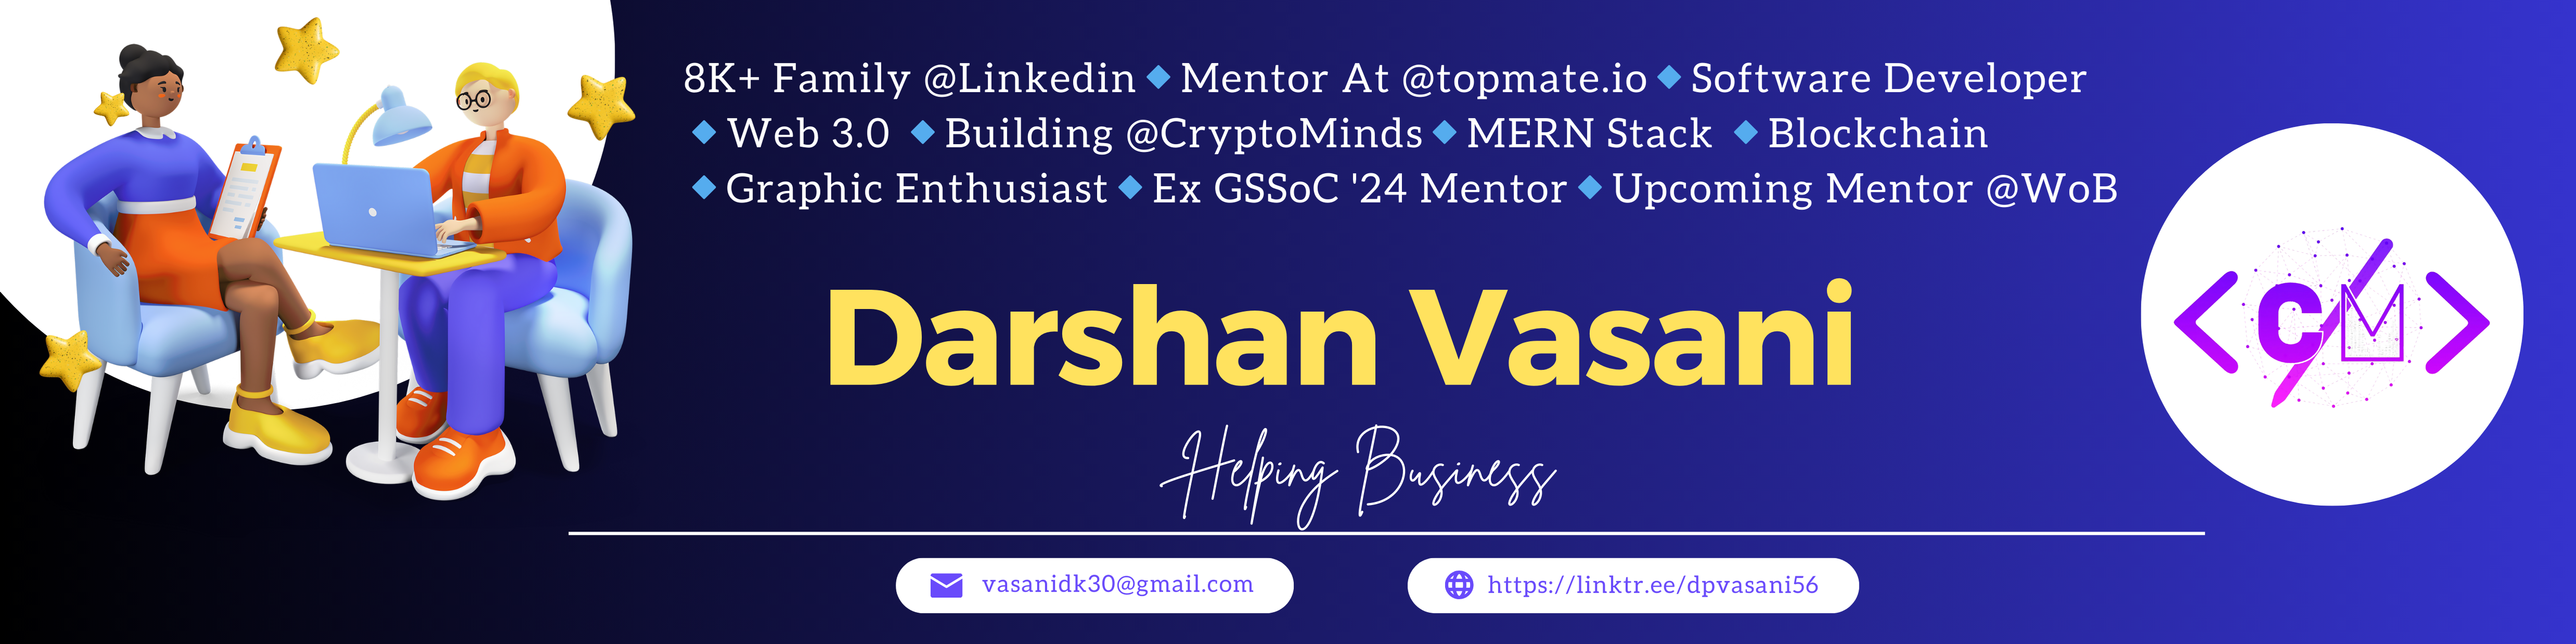 8K+ Family @Linkedin 🔹 Mentor At @topmate.io 🔹 Software Developer
🔹 Web 3.0 🔹 Building @CryptoMinds 🔹 MERN Stack 🔹 Blockchain
🔹 Graphic Enthusiast 🔹 Ex GSSoC '24 Mentor 🔹 Upcoming Mentor @WoB
Darshan Vasani
Helping Business
vasanidk30@gmail.com
https://linktr.ee/dpvasani56
<C/M>